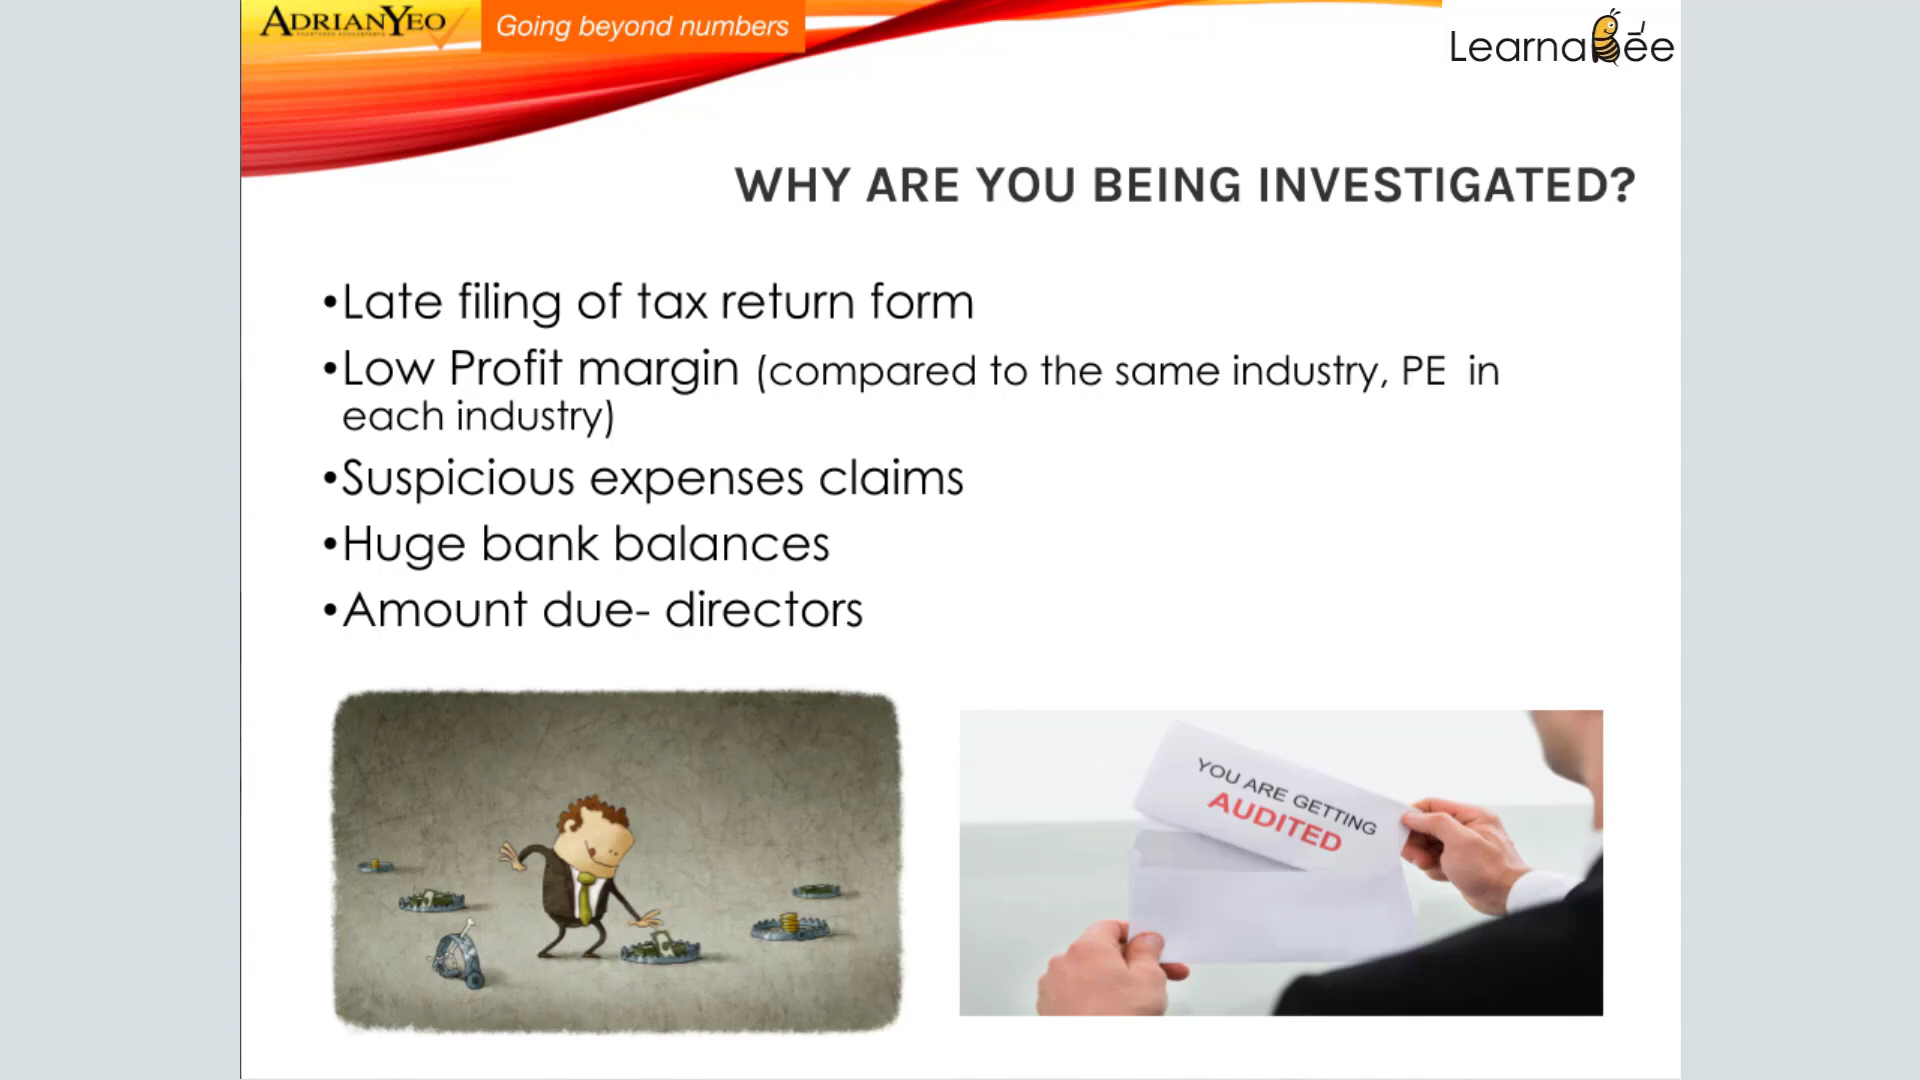 ADRIANYEO
Going beyond numbers
LearnaBee
WHY ARE YOU BEING INVESTIGATED?
•Late filing of tax return form
•Low Profit margin (compared to the same industry, PE in
each industry)
•Suspicious expenses claims
•Huge bank balances
•Amount due- directors
YOU ARE GETTING
AUDITED